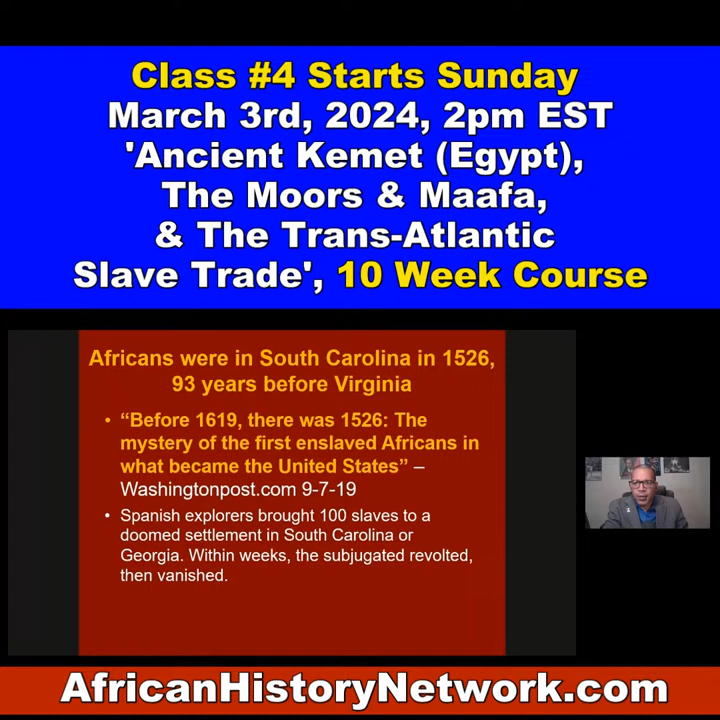 Class #4 Starts Sunday
March 3rd, 2024, 2pm EST
'Ancient Kemet (Egypt),
The Moors & Maafa,
& The Trans-Atlantic
Slave Trade', 10 Week Course
Africans were in South Carolina in 1526,
93 years before Virginia
• “Before 1619, there was 1526: The
mystery of the first enslaved Africans in
what became the United States” –
Washingtonpost.com 9-7-19
• Spanish explorers brought 100 slaves to a
doomed settlement in South Carolina or
Georgia. Within weeks, the subjugated revolted,
then vanished.
AfricanHistoryNetwork.com